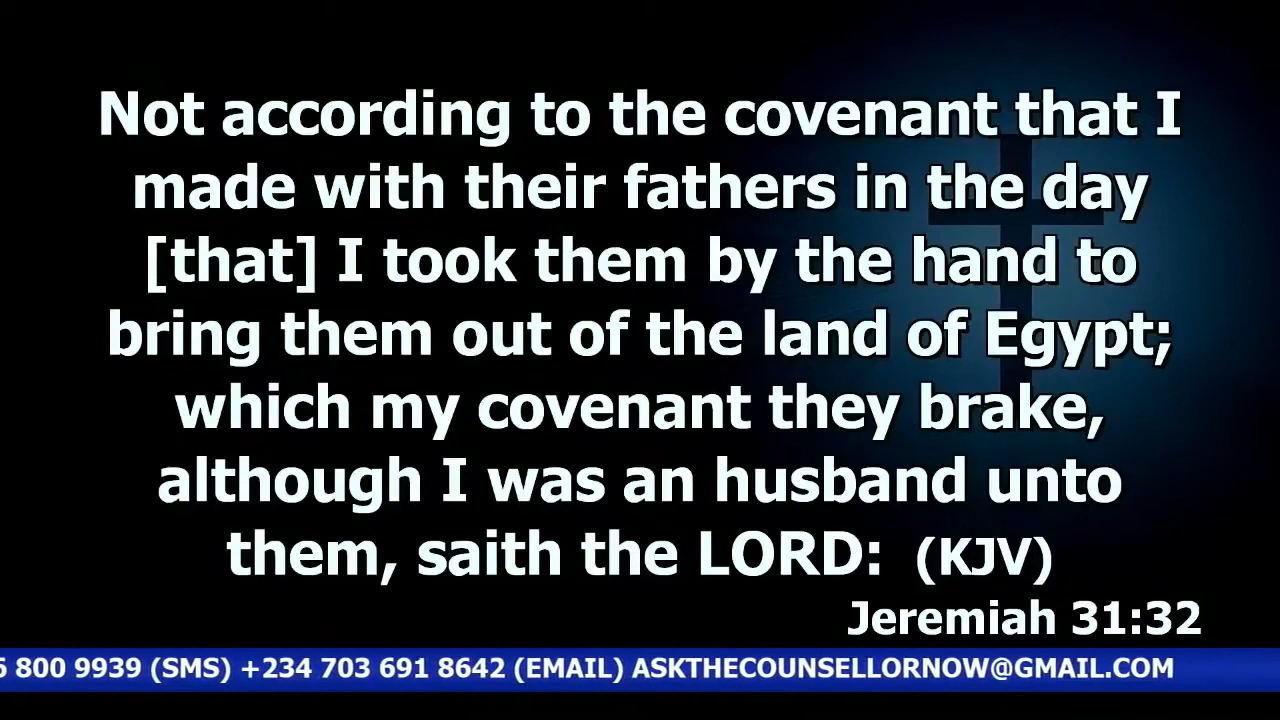 Not according to the covenant that I
made with their fathers in the day
[that] I took them by the hand to
bring them out of the land of Egypt;
which my covenant they brake,
although I was an husband unto
them, saith the LORD: (KJV)
Jeremiah 31:32
800 9939 (SMS) +234 703 691 8642 (EMAIL) ASKTHECOUNSELLORNOW@GMAIL.COM